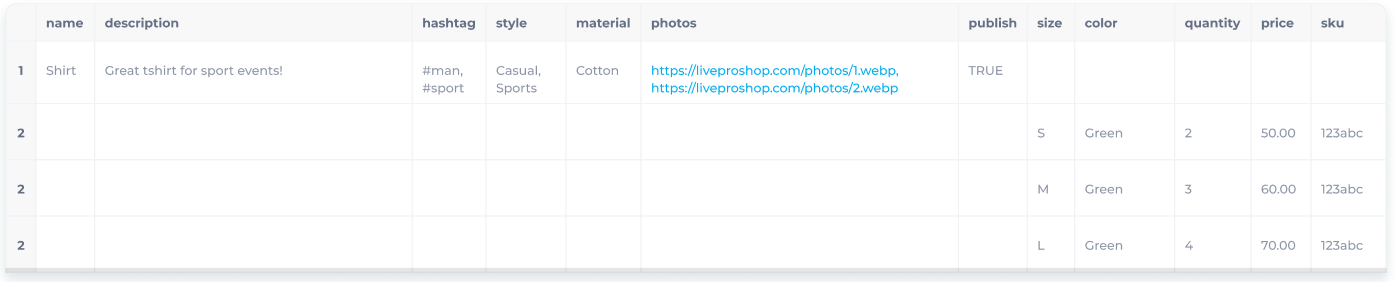 name description hashtag style material photos publish size color quantity price sku
1 Shirt Great tshirt for sport events! #man, Casual, Cotton https://liveproshop.com/photos/1.webp, TRUE
#sport Sports https://liveproshop.com/photos/2.webp
2 S Green 2 50.00 123abc
2 M Green 3 60.00 123abc
2 L Green 4 70.00 123abc